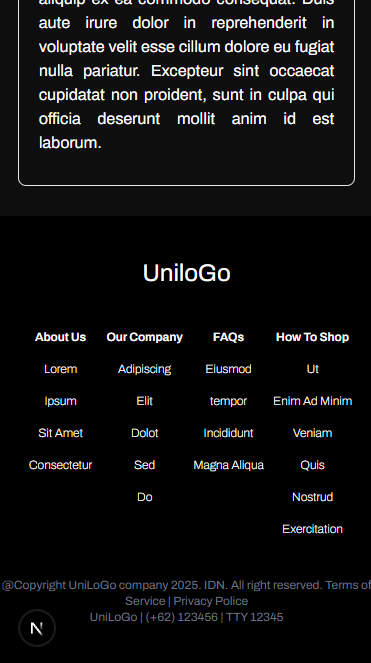 aliquip ex ea commodo consequat. Duis
aute irure dolor in reprehenderit in
voluptate velit esse cillum dolore eu fugiat
nulla pariatur. Excepteur sint occaecat
cupidatat non proident, sunt in culpa qui
officia deserunt mollit anim id est
laborum.
UniloGo
About Us Our Company FAQs How To Shop
Lorem Adipiscing Eiusmod Ut
Ipsum Elit tempor Enim Ad Minim
Sit Amet Dolot Incididunt Veniam
Consectetur Sed Magna Aliqua Quis
Do Nostrud
Exercitation
@Copyright UniLoGo company 2025. IDN. All right reserved. Terms of
Service | Privacy Policy
UniLoGo | (+62) 123456 | TTY 12345
N